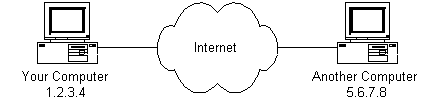 Internet
Your Computer
1.2.3.4
Another Computer
5.6.7.8